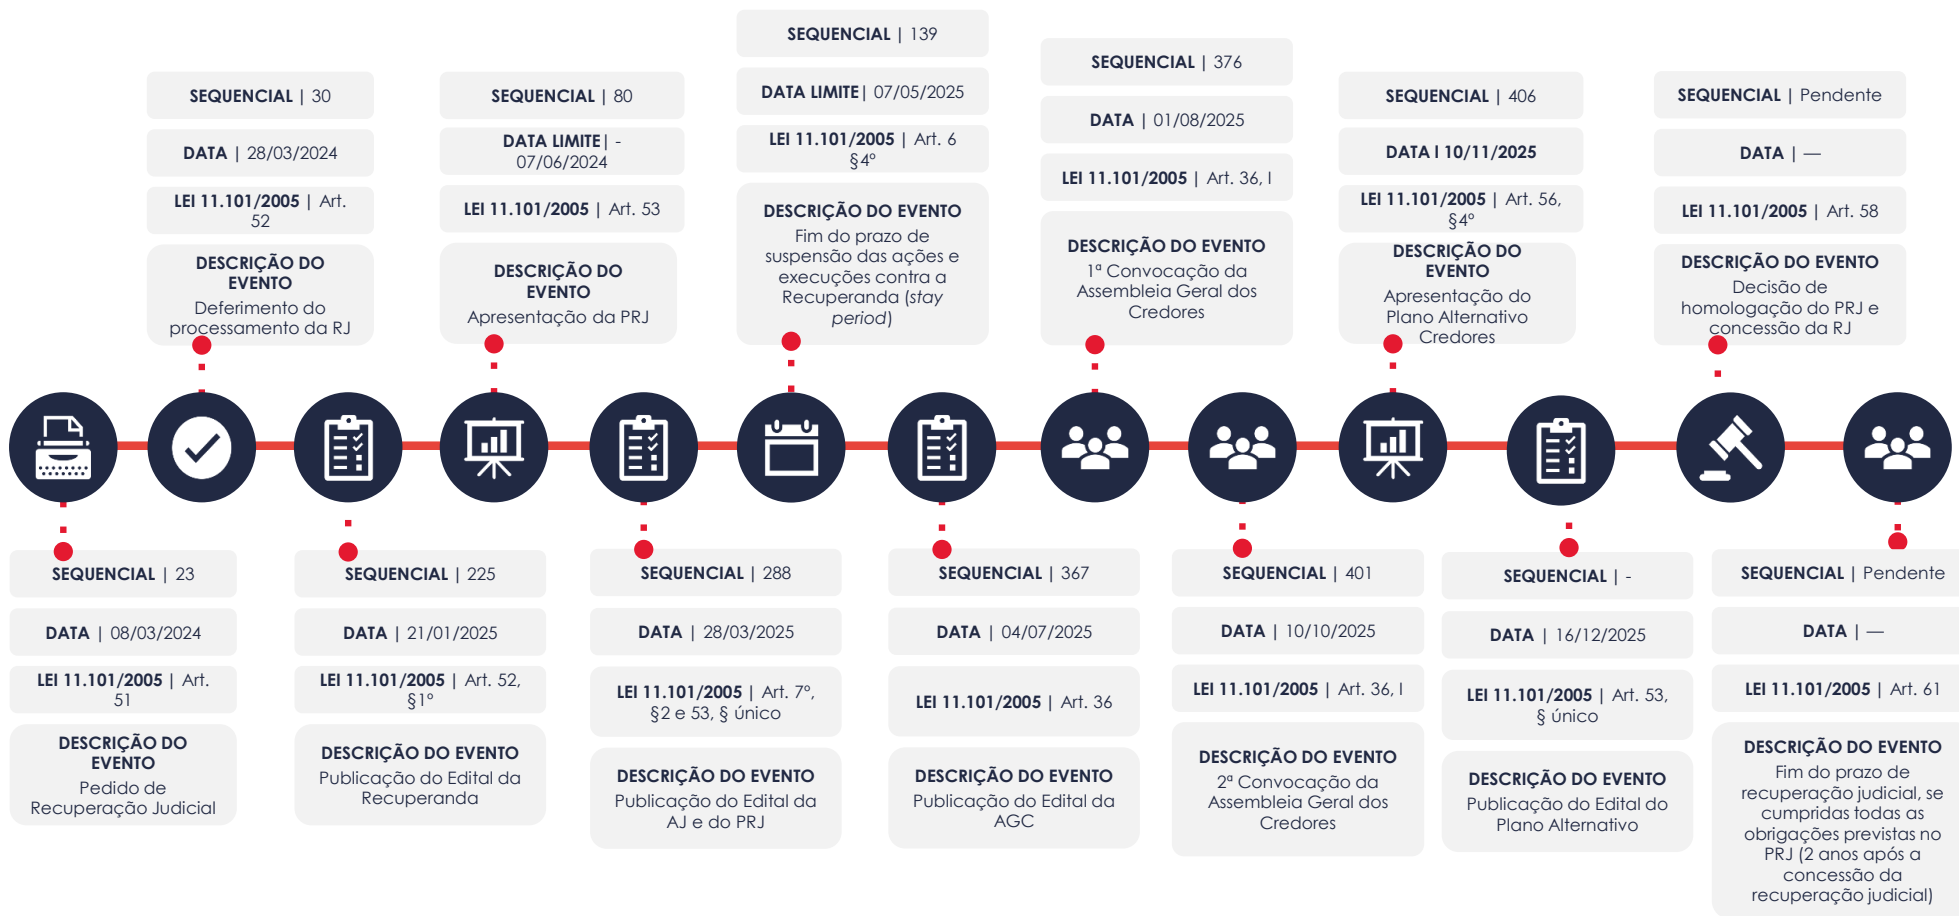 SEQUENCIAL | 23
DATA | 08/03/2024
LEI 11.101/2005 | Art.
51
DESCRIÇÃO DO
EVENTO
Pedido de
Recuperação Judicial
SEQUENCIAL | 30
DATA | 28/03/2024
LEI 11.101/2005 | Art.
52
DESCRIÇÃO DO
EVENTO
Deferimento do
processamento da RJ
SEQUENCIAL | 225
DATA | 21/01/2025
LEI 11.101/2005 | Art. 52,
§1º
DESCRIÇÃO DO EVENTO
Publicação do Edital da
Recuperanda
SEQUENCIAL | 80
DATA LIMITE| -
07/06/2024
LEI 11.101/2005 | Art. 53
DESCRIÇÃO DO
EVENTO
Apresentação da PRJ
SEQUENCIAL | 288
DATA | 28/03/2025
LEI 11.101/2005 | Art. 7º,
§2 e 53, § único
DESCRIÇÃO DO EVENTO
Publicação do Edital da
AJ e do PRJ
SEQUENCIAL | 139
DATA LIMITE| 07/05/2025
LEI 11.101/2005 | Art. 6
§4º
DESCRIÇÃO DO EVENTO
Fim do prazo de
suspensão das ações e
execuções contra a
Recuperanda (stay
period)
SEQUENCIAL | 367
DATA | 04/07/2025
LEI 11.101/2005 | Art. 36
DESCRIÇÃO DO EVENTO
Publicação do Edital da
AGC
SEQUENCIAL | 376
DATA | 01/08/2025
LEI 11.101/2005 | Art. 36, I
DESCRIÇÃO DO EVENTO
1ª Convocação da
Assembleia Geral dos
Credores
SEQUENCIAL | 401
DATA | 10/10/2025
LEI 11.101/2005 | Art. 36, I
DESCRIÇÃO DO EVENTO
2ª Convocação da
Assembleia Geral dos
Credores
SEQUENCIAL | 406
DATA I 10/11/2025
LEI 11.101/2005 | Art. 56,
§4º
DESCRIÇÃO DO
EVENTO
Apresentação do
Plano Alternativo
Credores
SEQUENCIAL | -
DATA | 16/12/2025
LEI 11.101/2005 | Art. 53,
§ único
DESCRIÇÃO DO EVENTO
Publicação do Edital do
Plano Alternativo
SEQUENCIAL | Pendente
DATA | —
LEI 11.101/2005 | Art. 58
DESCRIÇÃO DO EVENTO
Decisão de
homologação do PRJ e
concessão da RJ
SEQUENCIAL | Pendente
DATA | —
LEI 11.101/2005 | Art. 61
DESCRIÇÃO DO EVENTO
Fim do prazo de
recuperação judicial, se
cumpridas todas as
obrigações previstas no
PRJ (2 anos após a
concessão da
recuperação judicial)